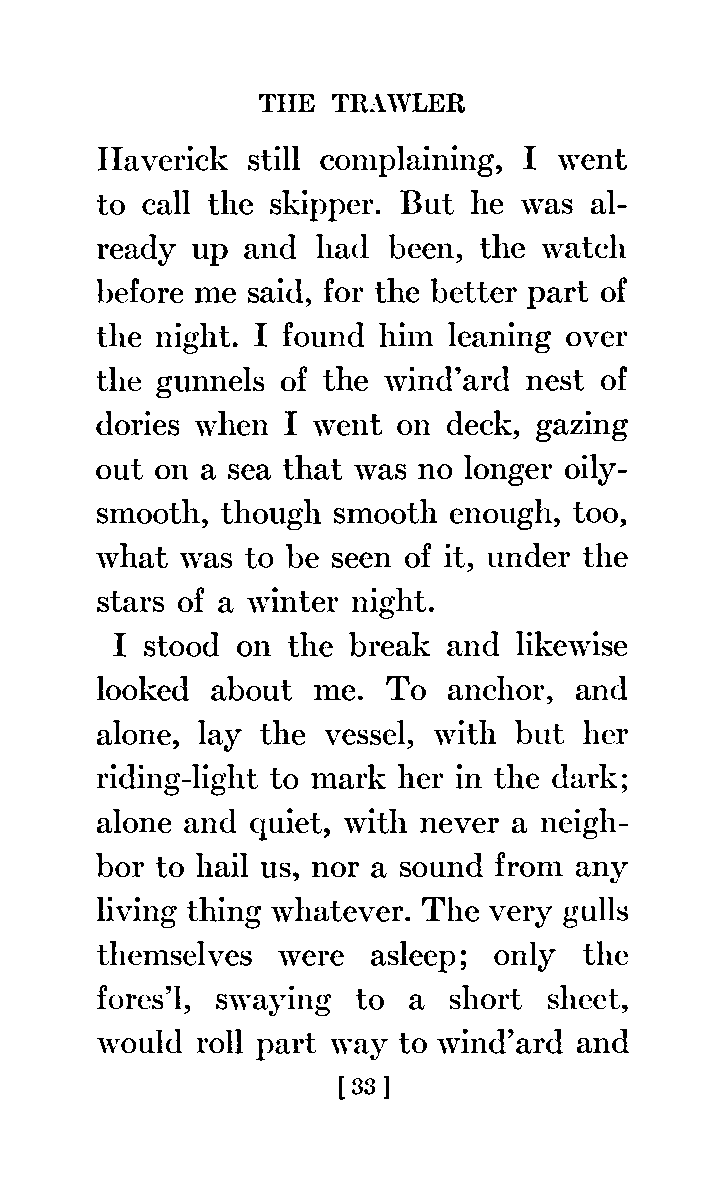 THE TRAWLER
Haverick still complaining, I went
to call the skipper. But he was al-
ready up and had been, the watch
before me said, for the better part of
the night. I found him leaning over
the gunnels of the wind'ard nest of
dories when I went on deck, gazing
out on a sea that was no longer oily-
smooth, though smooth enough, too,
what was to be seen of it, under the
stars of a winter night.
I stood on the break and likewise
looked about me. To anchor, and
alone, lay the vessel, with but her
riding-light to mark her in the dark;
alone and quiet, with never a neigh-
bor to hail us, nor a sound from any
living thing whatever. The very gulls
themselves were asleep; only the
fores'l, swaying to a short sheet,
would roll part way to wind'ard and
[ 33 ]